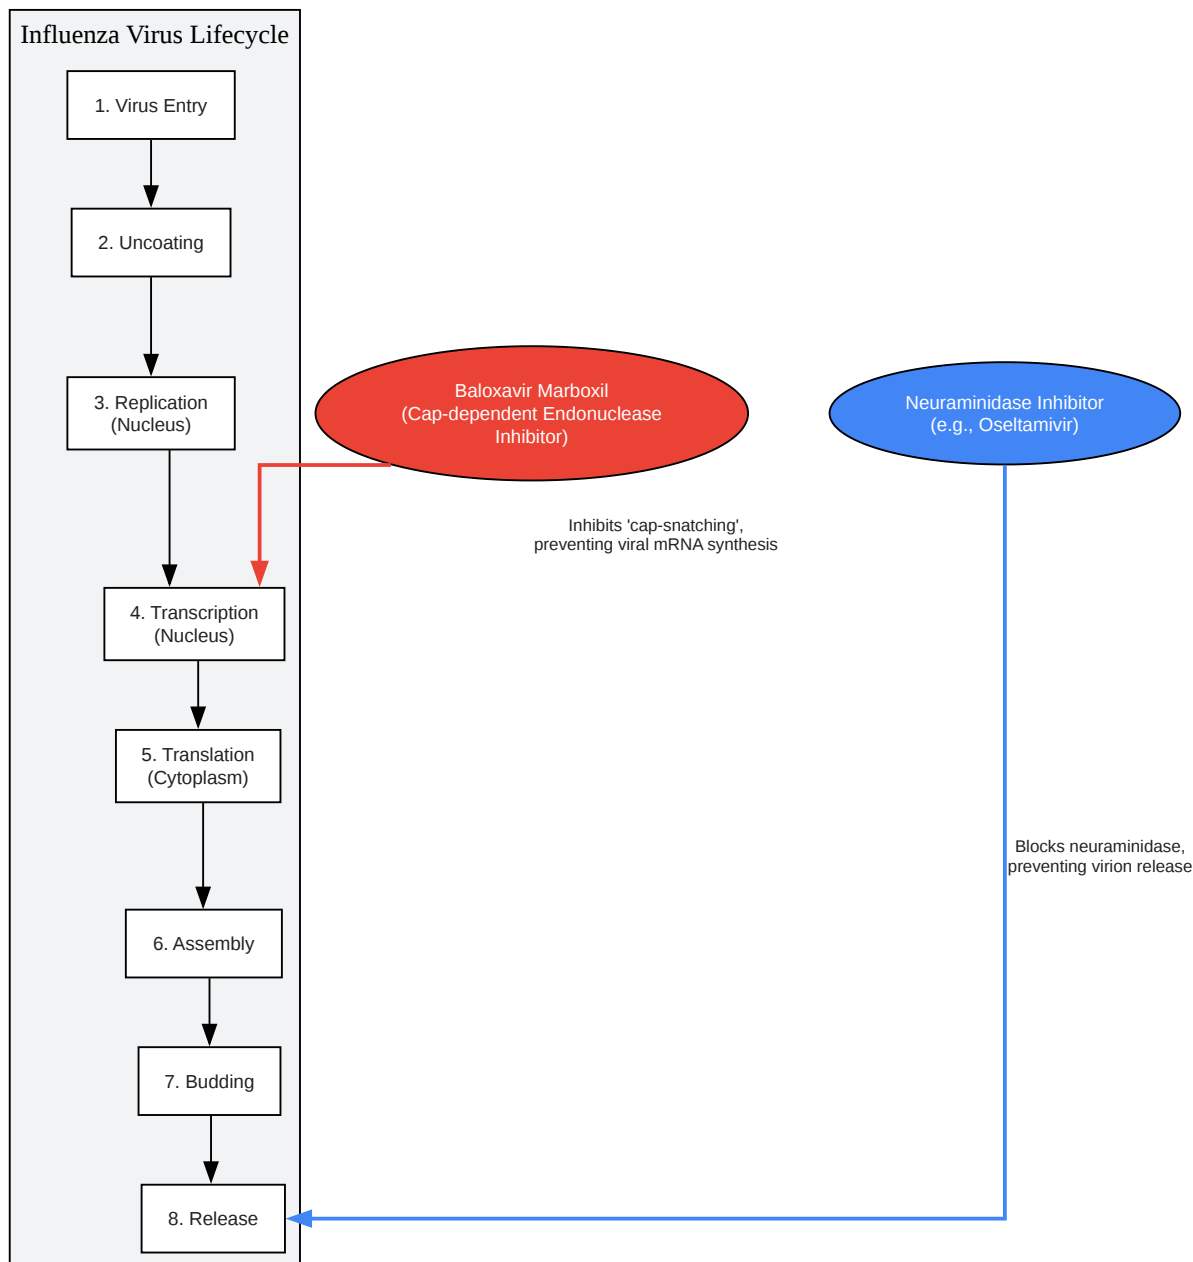 Influenza Virus Lifecycle
1. Virus Entry
2. Uncoating
3. Replication
(Nucleus)
Baloxavir Marboxil
(Cap-dependent Endonuclease
Inhibitor)
Neuraminidase Inhibitor
(e.g., Oseltamivir)
Inhibits 'cap-snatching',
preventing viral mRNA synthesis
4. Transcription
(Nucleus)
5. Translation
(Cytoplasm)
Blocks neuraminidase,
preventing virion release
6. Assembly
7. Budding
8. Release